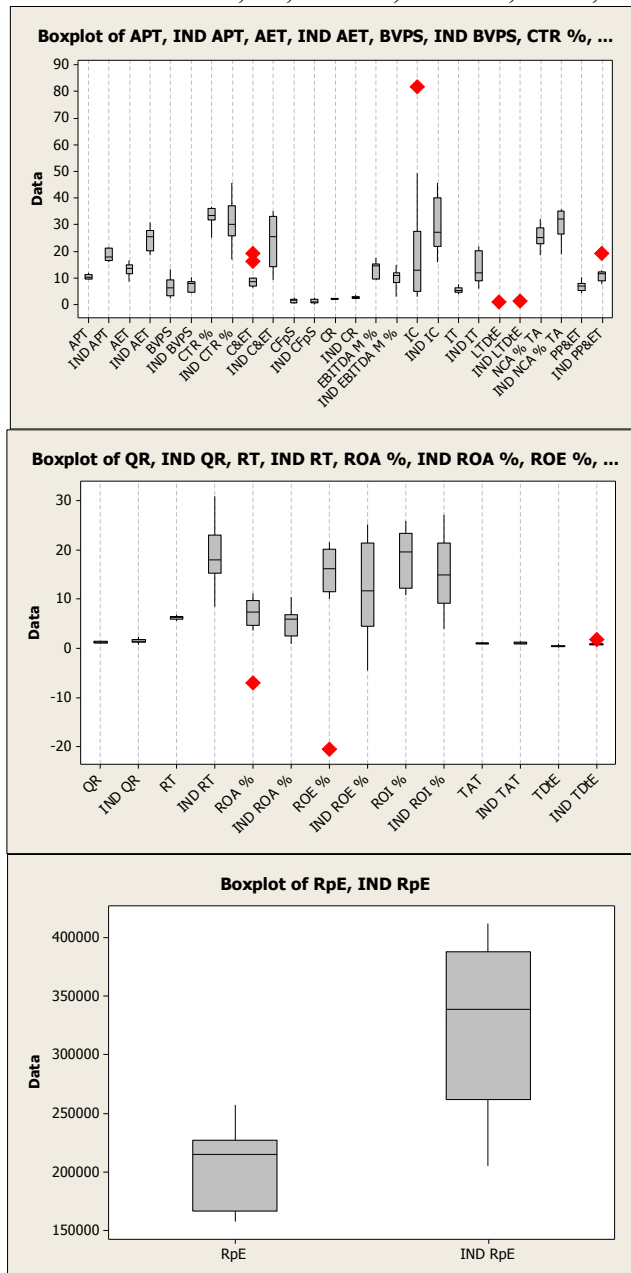 Boxplot of APT, IND APT, AET, IND AET, BVPS, IND BVPS, CTR %, ...
90
80
70
60
50
40
30
20
10
0
Data
APT
IND APT
AET
IND AET
BVPS
IND BVPS
CTR %
IND CTR %
C&ET
IND C&ET
CFpS
IND CFpS
CR
IND CR
EBITDA M %
IND EBITDA M %
IC
IND IC
IT
IND IT
LTDtE
IND LTDtE
NCA % TA
IND NCA % TA
PP&ET
IND PP&ET
Boxplot of QR, IND QR, RT, IND RT, ROA %, IND ROA %, ROE %, ...
30
20
10
0
-10
-20
Data
QR
IND QR
RT
IND RT
ROA %
IND ROA %
ROE %
IND ROE %
ROI %
IND ROI %
TAT
IND TAT
TDtE
IND TDtE
Boxplot of RpE, IND RpE
400000
350000
300000
250000
200000
150000
Data
RpE
IND RpE